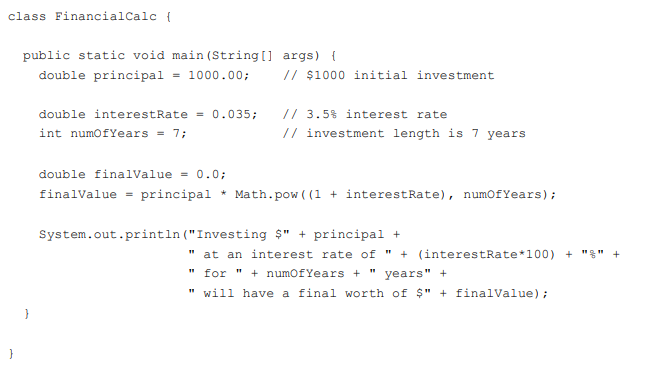 class FinancialCalc {
public static void main(String[] args) {
double principal = 1000.00; // $1000 initial investment
double interestRate = 0.035; // 3.5% interest rate
int numOfYears = 7; // investment length is 7 years
double finalValue = 0.0;
finalValue = principal * Math.pow((1 + interestRate), numOfYears);
System.out.println("Investing $" + principal +
" at an interest rate of " + (interestRate*100) + "%" +
" for " + numOfYears + " years" +
" will have a final worth of $" + finalValue);
}
}